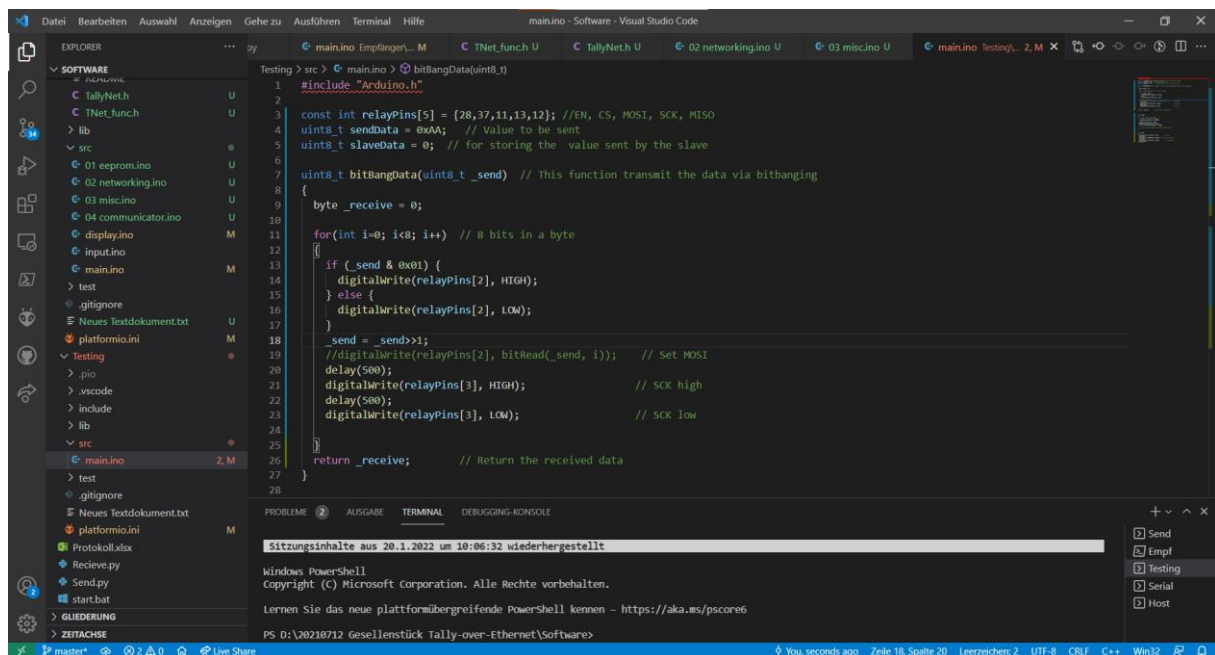 Datei Bearbeiten Auswahl Anzeigen Gehe zu Ausführen Terminal Hilfe
main.ino - Software - Visual Studio Code
EXPLORER
py
main.ino Empfänger\... M
TNet_func.h U
TallyNet.h U
02 networking.ino U
03 misc.ino U
main.ino Testing\... 2, M
SOFTWARE
README
TallyNet.h U
TNet_func.h U
lib
src
01 eeprom.ino U
02 networking.ino U
03 misc.ino U
04 communicator.ino U
display.ino M
input.ino
main.ino M
test
.gitignore
Neues Textdokument.txt U
platformio.ini M
Testing
.pio
.vscode
include
lib
src
main.ino 2, M
test
.gitignore
Neues Textdokument.txt
platformio.ini M
Protokoll.xlsx
Recieve.py
Send.py
start.bat
GLIEDERUNG
ZEITACHSE
34
2
Testing > src > main.ino > bitBangData(uint8_t)
1 #include "Arduino.h"
2
3 const int relayPins[5] = {28,37,11,13,12}; //EN, CS, MOSI, SCK, MISO
4 uint8_t sendData = 0xAA; // Value to be sent
5 uint8_t slaveData = 0; // for storing the value sent by the slave
6
7 uint8_t bitBangData(uint8_t _send) // This function transmit the data via bitbanging
8 {
9 byte _receive = 0;
10
11 for(int i=0; i<8; i++) // 8 bits in a byte
12 {
13 if (_send & 0x01) {
14 digitalWrite(relayPins[2], HIGH);
15 } else {
16 digitalWrite(relayPins[2], LOW);
17 }
18 _send = _send>>1;
19 //digitalWrite(relayPins[2], bitRead(_send, i)); // Set MOSI
20 delay(500);
21 digitalWrite(relayPins[3], HIGH); // SCK high
22 delay(500);
23 digitalWrite(relayPins[3], LOW); // SCK low
24
25 }
26 return _receive; // Return the received data
27 }
28
PROBLEME 2 AUSGABE TERMINAL DEBUGGING-KONSOLE
Sitzungsinhalte aus 20.1.2022 um 10:06:32 wiederhergestellt
Windows PowerShell
Copyright (C) Microsoft Corporation. Alle Rechte vorbehalten.
Lernen Sie das neue plattformübergreifende PowerShell kennen – https://aka.ms/pscore6
PS D:\20210712 Gesellenstück Tally-over-Ethernet\Software>
Send
Empf
Testing
Serial
Host
master* 2 0 Live Share
You, seconds ago Zeile 18, Spalte 20 Leerzeichen: 2 UTF-8 CRLF C++ Win32